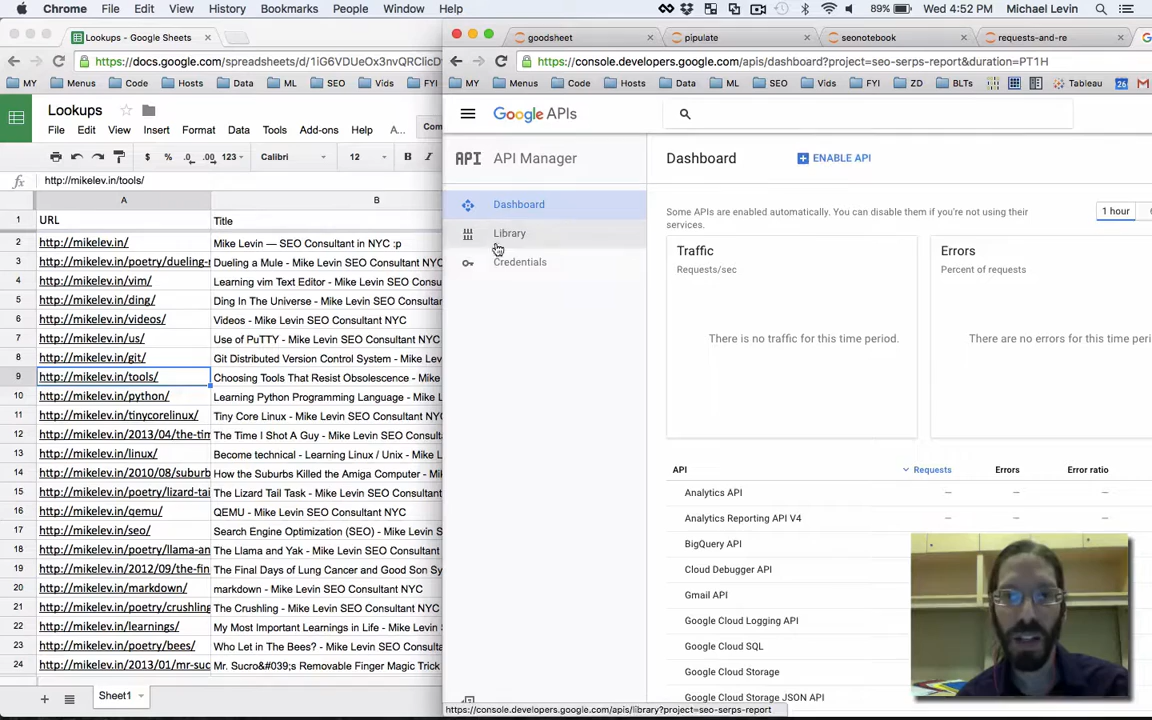 Chrome File Edit View History Bookmarks People Window Help 89% Wed 4:52 PM Michael Levin
Lookups - Google Sheets
https://docs.google.com/spreadsheets/d/1iG6VDUeOx3nvQRClicD
MY Menus Code Hosts Data ML SEO Vids FYI
Lookups
File Edit View Insert Format Data Tools Add-ons Help A... Com
$ % .0 .00 123 Calibri 12 B I
fx http://mikelev.in/tools/
A B
1 URL Title
2 http://mikelev.in/ Mike Levin — SEO Consultant in NYC :p
3 http://mikelev.in/poetry/dueling- Dueling a Mule - Mike Levin SEO Consultant
4 http://mikelev.in/vim/ Learning vim Text Editor - Mike Levin SEO Con
5 http://mikelev.in/ding/ Ding In The Universe - Mike Levin SEO Consul
6 http://mikelev.in/videos/ Videos - Mike Levin SEO Consultant NYC
7 http://mikelev.in/us/ Use of PuTTY - Mike Levin SEO Consultant NYC
8 http://mikelev.in/git/ Git Distributed Version Control System - Mike Lev
9 http://mikelev.in/tools/ Choosing Tools That Resist Obsolescence - Mike
10 http://mikelev.in/python/ Learning Python Programming Language - Mik
11 http://mikelev.in/tinycorelinux/ Tiny Core Linux - Mike Levin SEO Consultant
12 http://mikelev.in/2013/04/the-tim The Time I Shot A Guy - Mike Levin SEO Cons
13 http://mikelev.in/linux/ Become technical - Learning Linux / Unix - Mike L
14 http://mikelev.in/2010/08/suburb How the Suburbs Killed the Amiga Computer - Mik
15 http://mikelev.in/poetry/lizard-tai The Lizard Tail Task - Mike Levin SEO Consultant
16 http://mikelev.in/qemu/ QEMU - Mike Levin SEO Consultant NYC
17 http://mikelev.in/seo/ Search Engine Optimization (SEO) - Mike Levin
18 http://mikelev.in/poetry/llama-an The Llama and Yak - Mike Levin SEO Consultant
19 http://mikelev.in/2012/09/the-fin The Final Days of Lung Cancer and Good Son Sy
20 http://mikelev.in/markdown/ markdown - Mike Levin SEO Consultant NYC
21 http://mikelev.in/poetry/crushling The Crushling - Mike Levin SEO Consultant NYC
22 http://mikelev.in/learnings/ My Most Important Learnings in Life - Mike Levin
23 http://mikelev.in/poetry/bees/ Who Let in The Bees? - Mike Levin SEO Consult
24 http://mikelev.in/2013/01/mr-suc Mr. Sucro&#039;s Removable Finger Magic Trick
Sheet1
goodsheet pipulate seonotebook requests-and-re
https://console.developers.google.com/apis/dashboard?project=seo-serps-report&duration=PT1H
MY Menus Code Hosts Data ML SEO Vids FYI ZD BLTs Tableau 26
Google APIs
API API Manager
Dashboard
Library
Credentials
Dashboard ENABLE API
Some APIs are enabled automatically. You can disable them if you're not using their
services.
1 hour
Traffic
Requests/sec
There is no traffic for this time period.
Errors
Percent of requests
There are no errors for this time peri
API Requests Errors Error ratio
Analytics API — — —
Analytics Reporting API V4 — — —
BigQuery API
Cloud Debugger API
Gmail API
Google Cloud Logging API
Google Cloud SQL
Google Cloud Storage
Google Cloud Storage JSON API
https://console.developers.google.com/apis/library?project=seo-serps-report